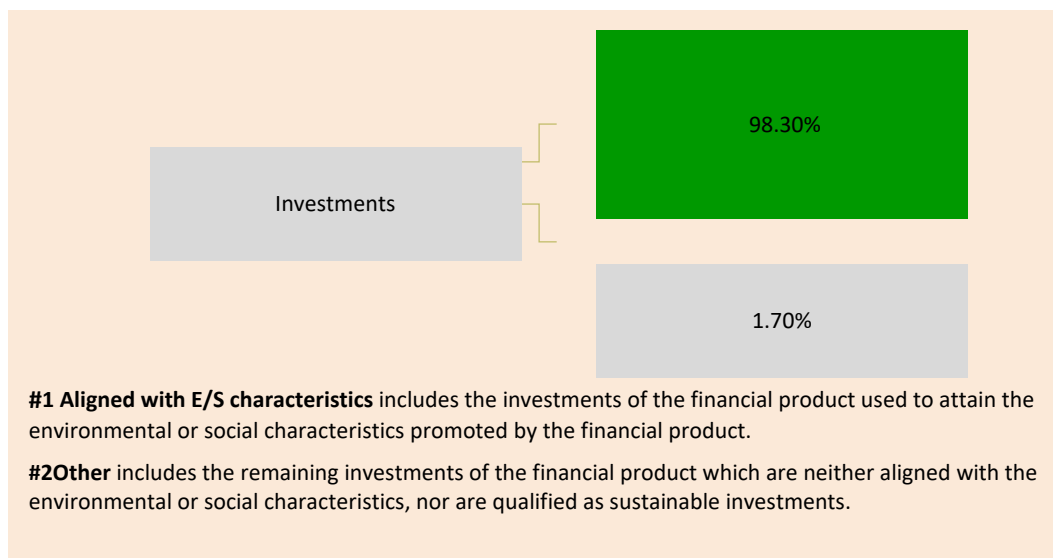 98.30%
Investments
1.70%
#1 Aligned with E/S characteristics includes the investments of the financial product used to attain the
environmental or social characteristics promoted by the financial product.
#2Other includes the remaining investments of the financial product which are neither aligned with the
environmental or social characteristics, nor are qualified as sustainable investments.